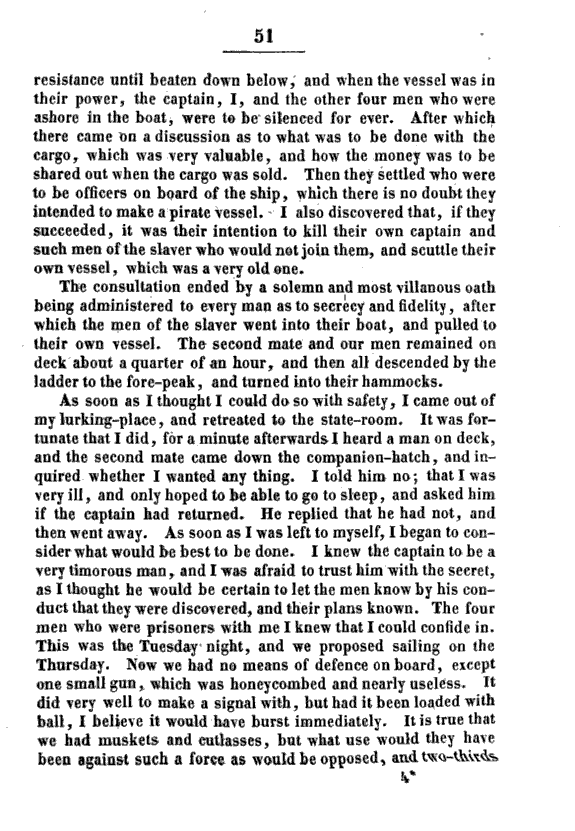 51
resistance until beaten down below, and when the vessel was in
their power, the captain, I, and the other four men who were
ashore in the boat, were to be silenced for ever. After which
there came on a discussion as to what was to be done with the
cargo, which was very valuable, and how the money was to be
shared out when the cargo was sold. Then they settled who were
to be officers on board of the ship, which there is no doubt they
intended to make a pirate vessel. I also discovered that, if they
succeeded, it was their intention to kill their own captain and
such men of the slaver who would not join them, and scuttle their
own vessel, which was a very old one.
The consultation ended by a solemn and most villanous oath
being administered to every man as to secrecy and fidelity, after
which the men of the slaver went into their boat, and pulled to
their own vessel. The second mate and our men remained on
deck about a quarter of an hour, and then all descended by the
ladder to the fore-peak, and turned into their hammocks.
As soon as I thought I could do so with safety, I came out of
my lurking-place, and retreated to the state-room. It was for-
tunate that I did, for a minute afterwards I heard a man on deck,
and the second mate came down the companion-hatch, and in-
quired whether I wanted any thing. I told him no; that I was
very ill, and only hoped to be able to go to sleep, and asked him
if the captain had returned. He replied that he had not, and
then went away. As soon as I was left to myself, I began to con-
sider what would be best to be done. I knew the captain to be a
very timorous man, and I was afraid to trust him with the secret,
as I thought he would be certain to let the men know by his con-
duct that they were discovered, and their plans known. The four
men who were prisoners with me I knew that I could confide in.
This was the Tuesday night, and we proposed sailing on the
Thursday. Now we had no means of defence on board, except
one small gun, which was honeycombed and nearly useless. It
did very well to make a signal with, but had it been loaded with
ball, I believe it would have burst immediately. It is true that
we had muskets and cutlasses, but what use would they have
been against such a force as would be opposed, and two-thirds
4*